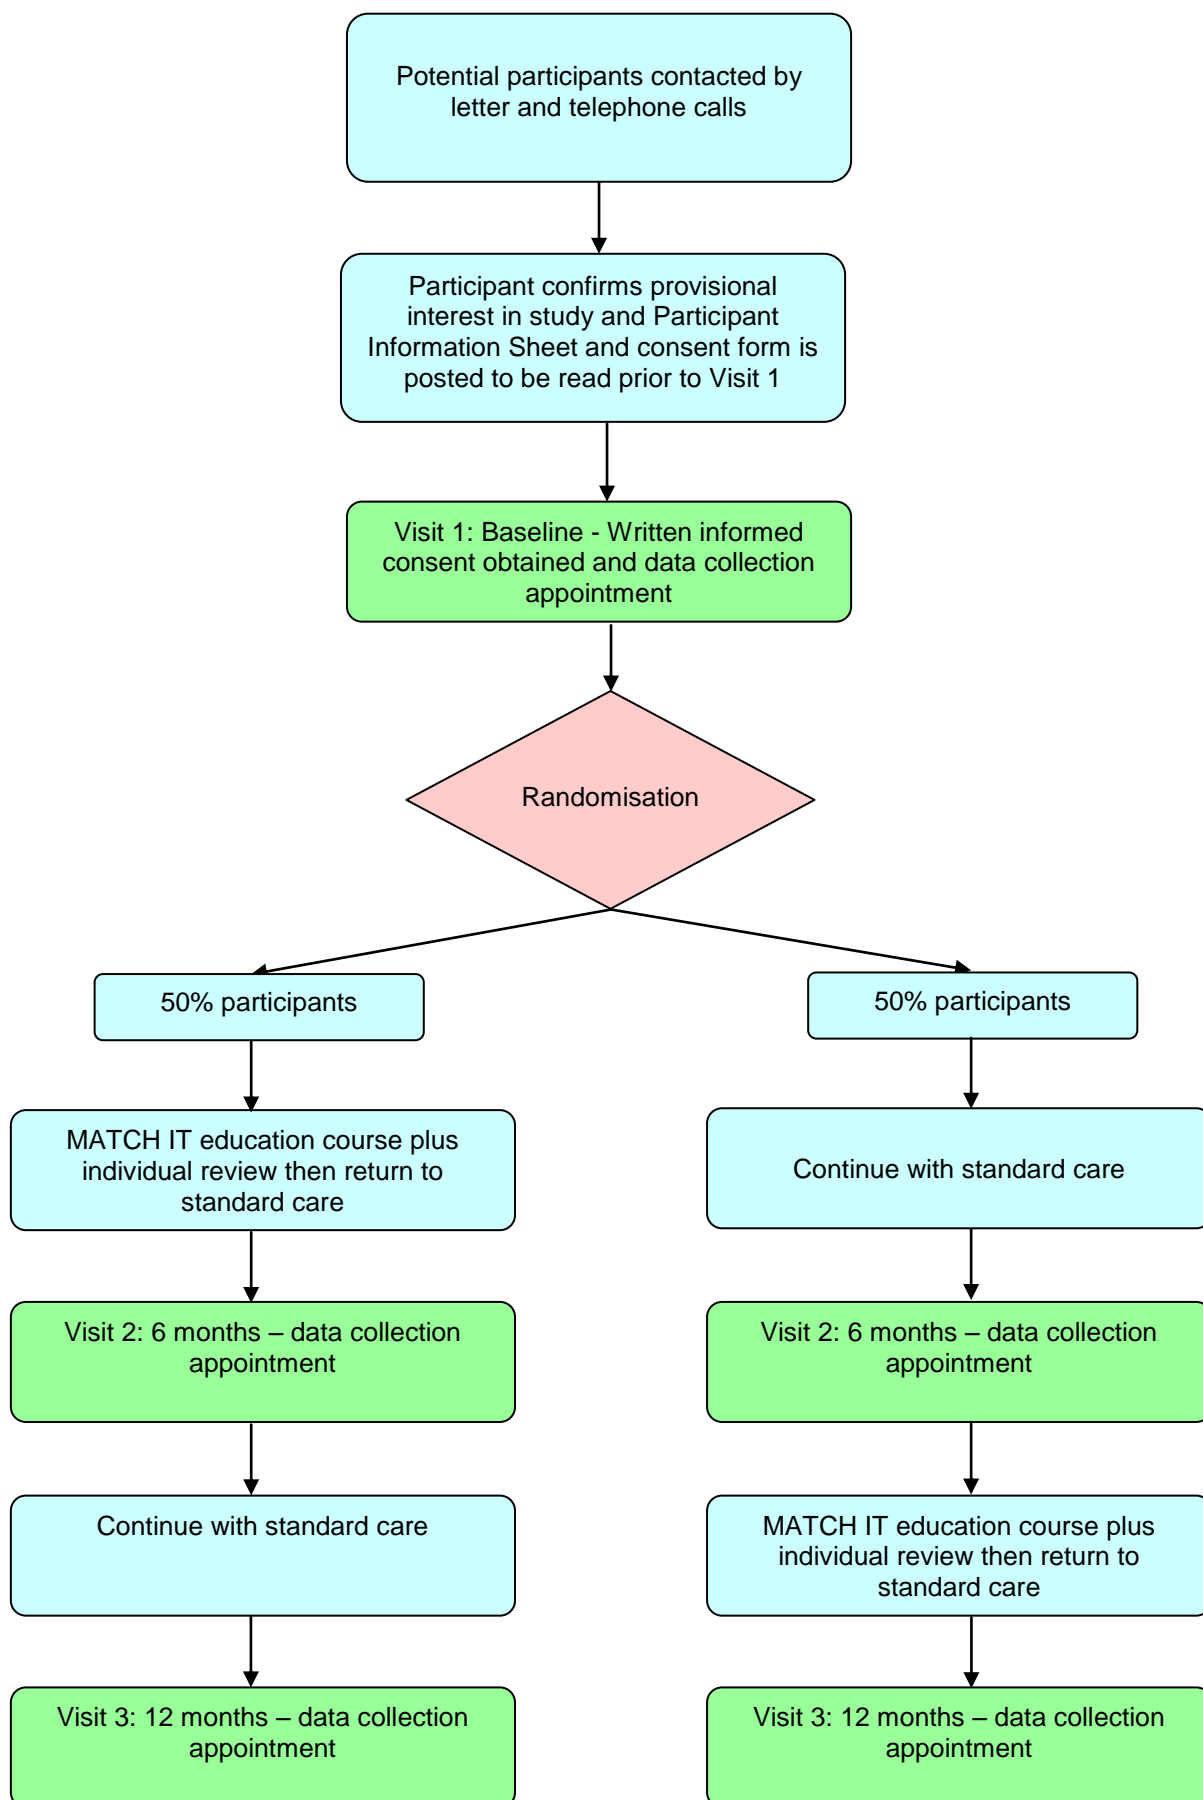 Potential participants contacted by
letter and telephone calls
Participant confirms provisional
interest in study and Participant
Information Sheet and consent form is
posted to be read prior to Visit 1
Visit 1: Baseline - Written informed
consent obtained and data collection
appointment
Randomisation
50% participants
50% participants
MATCH IT education course plus
individual review then return to
standard care
Continue with standard care
Visit 2: 6 months – data collection
appointment
Visit 2: 6 months – data collection
appointment
Continue with standard care
MATCH IT education course plus
individual review then return to
standard care
Visit 3: 12 months – data collection
appointment
Visit 3: 12 months – data collection
appointment